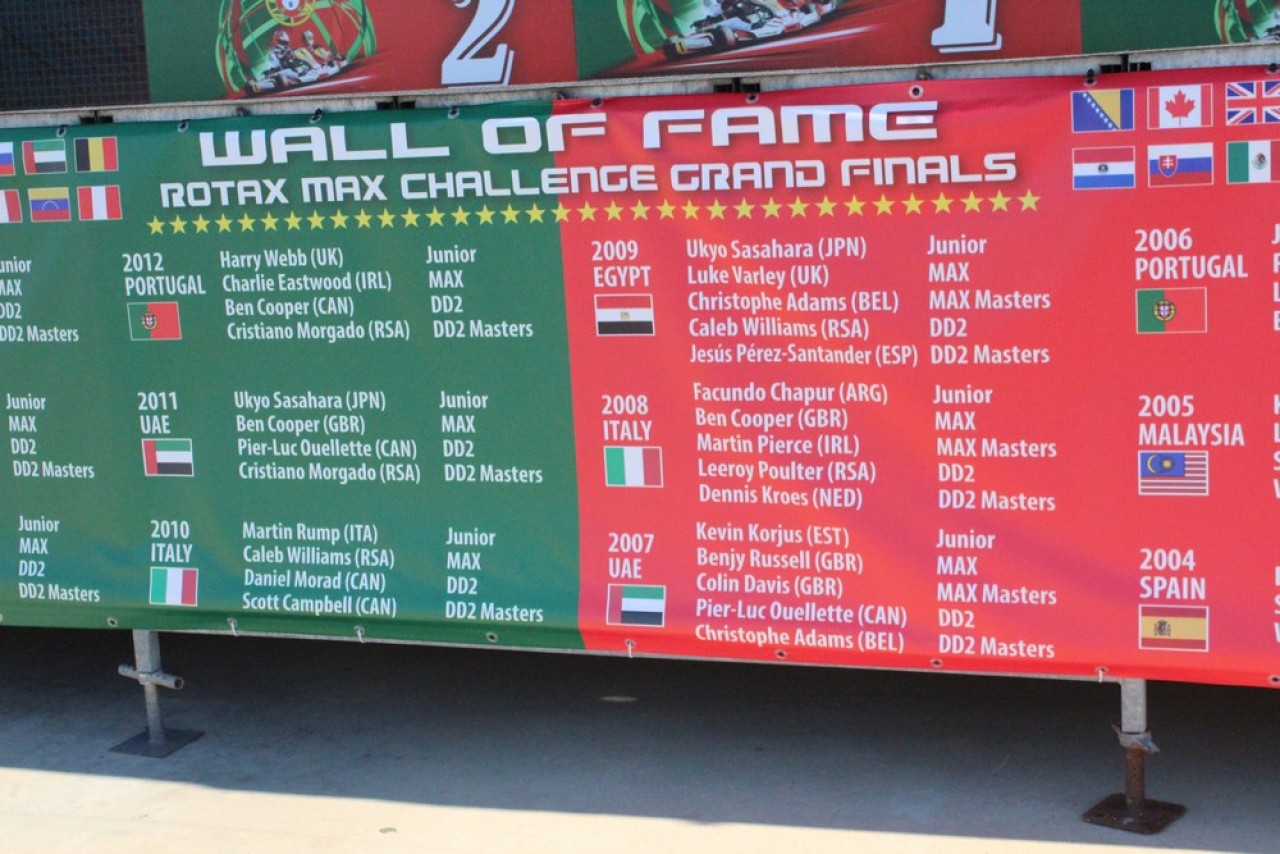 2
1
WALL OF FAME
ROTAX MAX CHALLENGE GRAND FINALS
DD2
DD2 Masters
Junior
MAX
DD2
DD2 Masters
Junior
MAX
DD2
DD2 Masters
2012
PORTUGAL
Harry Webb (UK) Junior
Charlie Eastwood (IRL) MAX
Ben Cooper (CAN) DD2
Cristiano Morgado (RSA) DD2 Masters
2011
UAE
Ukyo Sasahara (JPN) Junior
Ben Cooper (GBR) MAX
Pier-Luc Ouellette (CAN) DD2
Cristiano Morgado (RSA) DD2 Masters
2010
ITALY
Martin Rump (ITA) Junior
Caleb Williams (RSA) MAX
Daniel Morad (CAN) DD2
Scott Campbell (CAN) DD2 Masters
2009
EGYPT
Ukyo Sasahara (JPN) Junior
Luke Varley (UK) MAX
Christophe Adams (BEL) MAX Masters
Caleb Williams (RSA) DD2
Jesús Pérez-Santander (ESP) DD2 Masters
2008
ITALY
Facundo Chapur (ARG) Junior
Ben Cooper (GBR) MAX
Martin Pierce (IRL) MAX Masters
Leeroy Poulter (RSA) DD2
Dennis Kroes (NED) DD2 Masters
2007
UAE
Kevin Korjus (EST) Junior
Benjy Russell (GBR) MAX
Colin Davis (GBR) MAX Masters
Pier-Luc Ouellette (CAN) DD2
Christophe Adams (BEL) DD2 Masters
2006
PORTUGAL
2005
MALAYSIA
2004
SPAIN